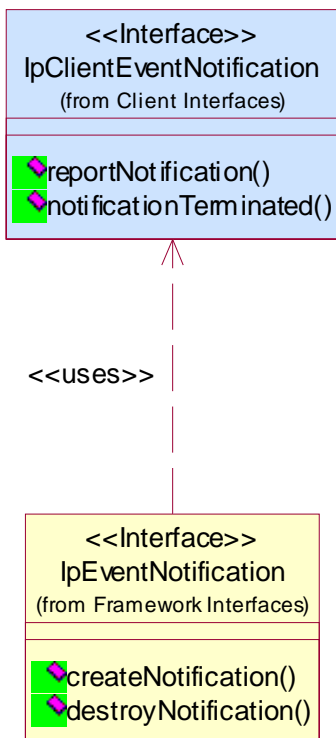 <<Interface>>
IpClientEventNotification
(from Client Interfaces)
reportNotification()
notificationTerminated()
<<uses>>
<<Interface>>
IpEventNotification
(from Framework Interfaces)
createNotification()
destroyNotification()